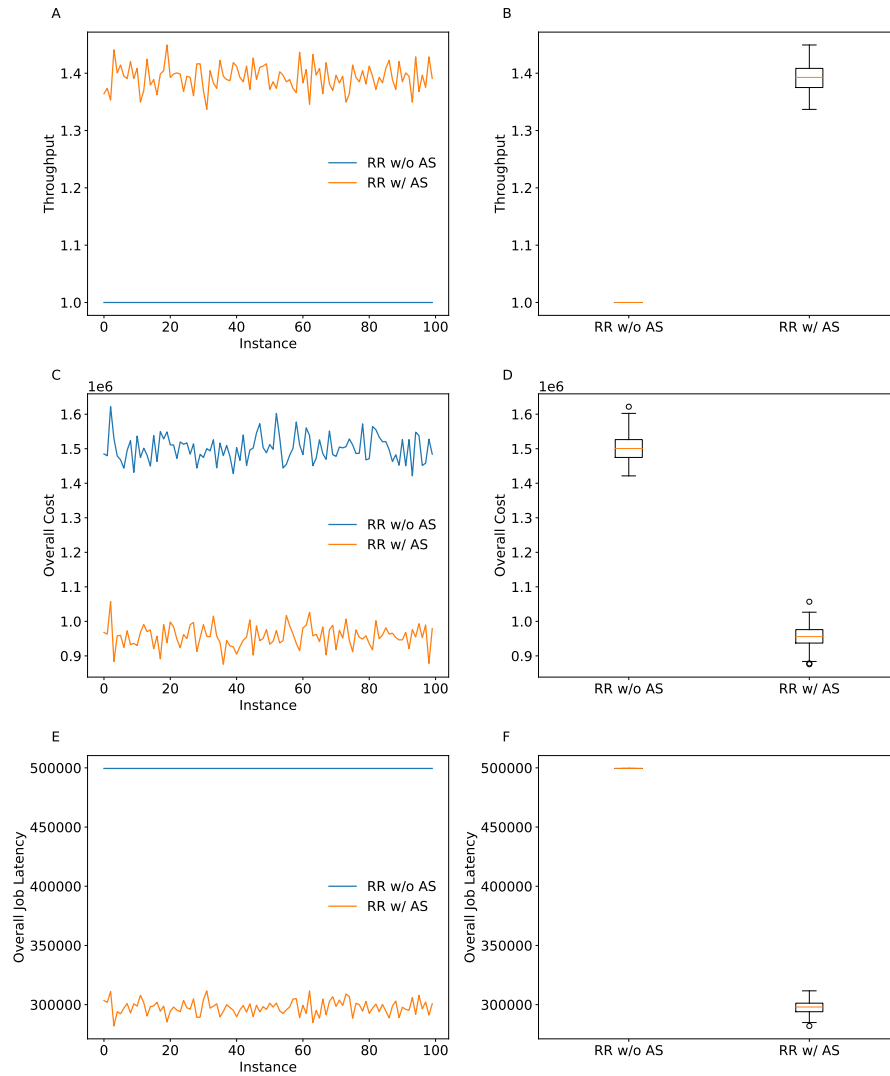 A
Throughput
1.4
1.3
1.2
1.1
1.0
RR w/o AS
RR w/ AS
0 20 40 60 80 100
Instance
B
Throughput
1.4
1.3
1.2
1.1
1.0
RR w/o AS RR w/ AS
C
1e6
Overall Cost
1.6
1.5
1.4
1.3
1.2
1.1
1.0
0.9
RR w/o AS
RR w/ AS
0 20 40 60 80 100
Instance
D
1e6
Overall Cost
1.6
1.5
1.4
1.3
1.2
1.1
1.0
0.9
RR w/o AS RR w/ AS
E
Overall Job Latency
500000
450000
400000
350000
300000
RR w/o AS
RR w/ AS
0 20 40 60 80 100
Instance
F
Overall Job Latency
500000
450000
400000
350000
300000
RR w/o AS RR w/ AS